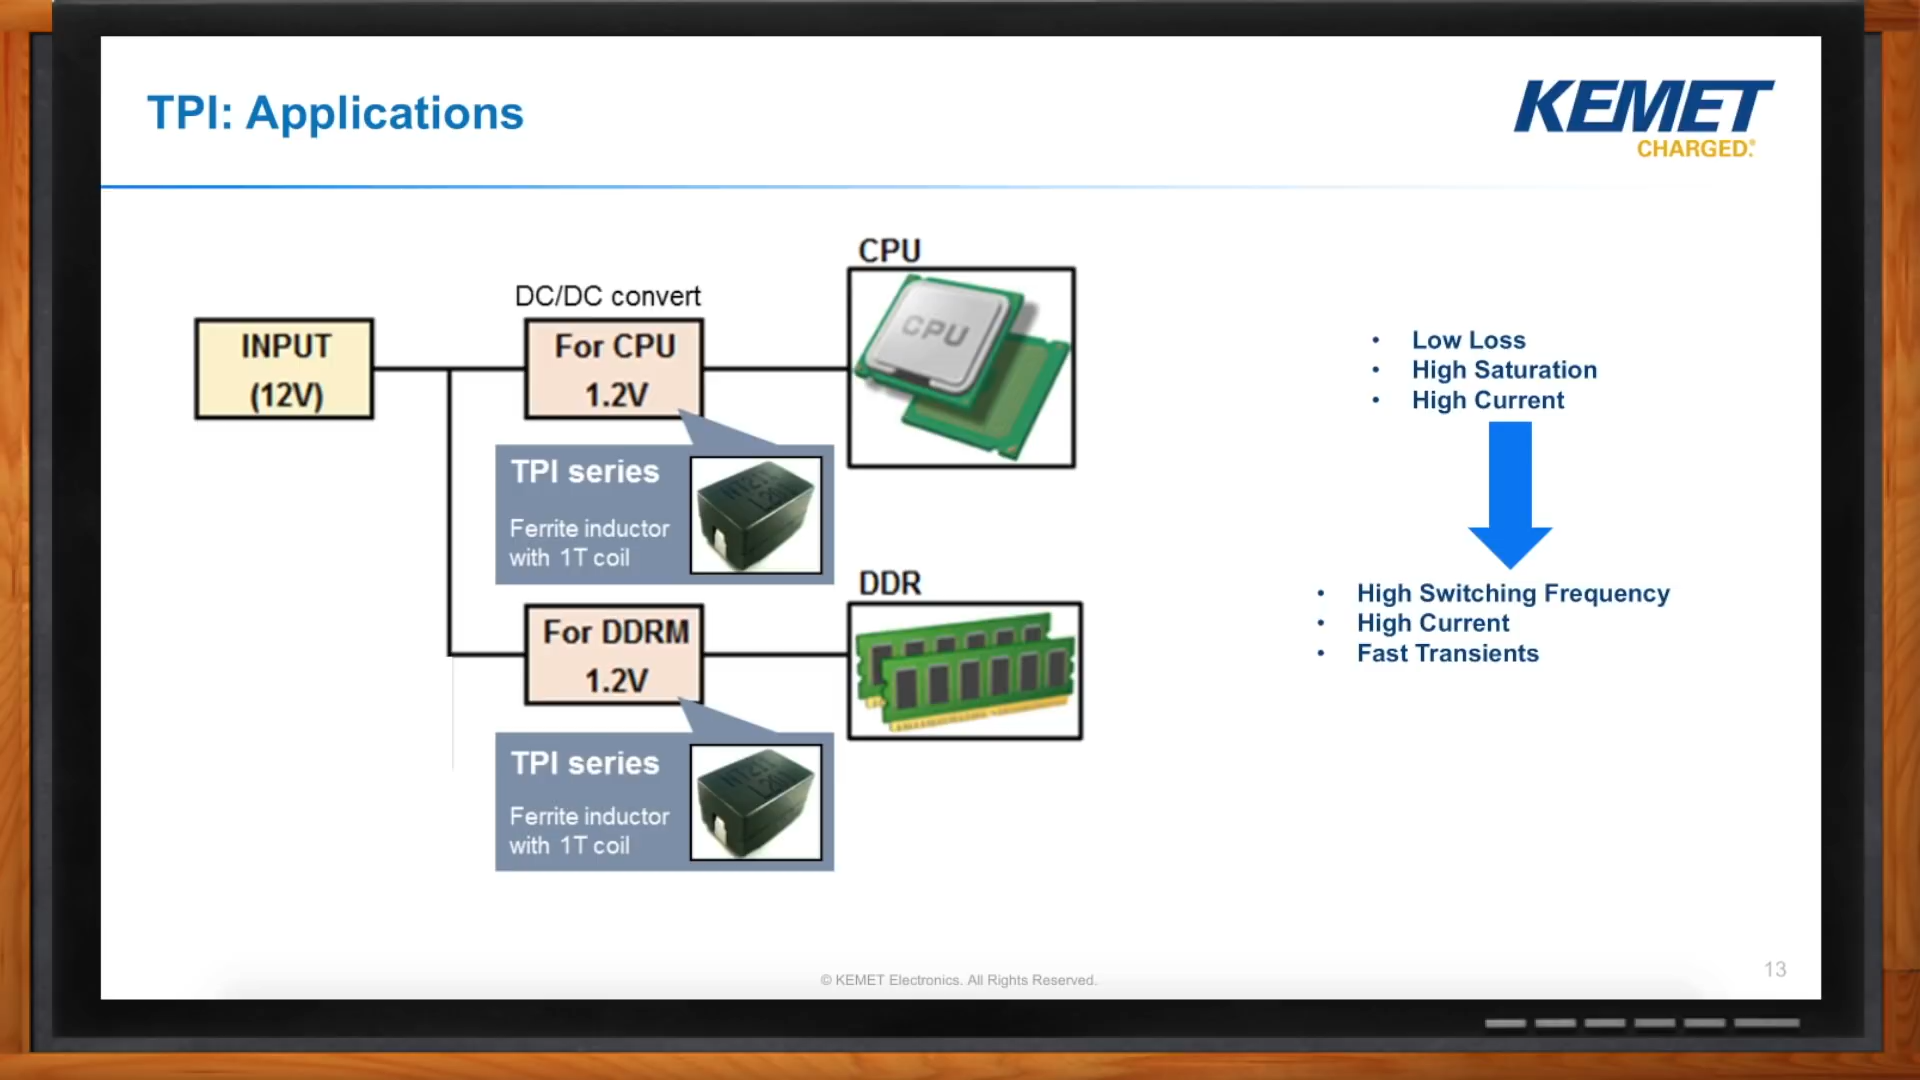 TPI: Applications
KEMET
CHARGED.®
INPUT
(12V)
DC/DC convert
For CPU
1.2V
CPU
CPU
TPI series
Ferrite inductor
with 1T coil
For DDRM
1.2V
DDR
TPI series
Ferrite inductor
with 1T coil
• Low Loss
• High Saturation
• High Current
• High Switching Frequency
• High Current
• Fast Transients
© KEMET Electronics. All Rights Reserved.
13